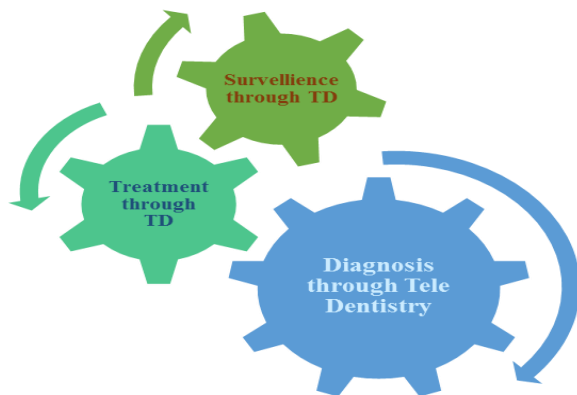 Survellience
through TD
Treatment
through
TD
Diagnosis
through Tele
Dentistry